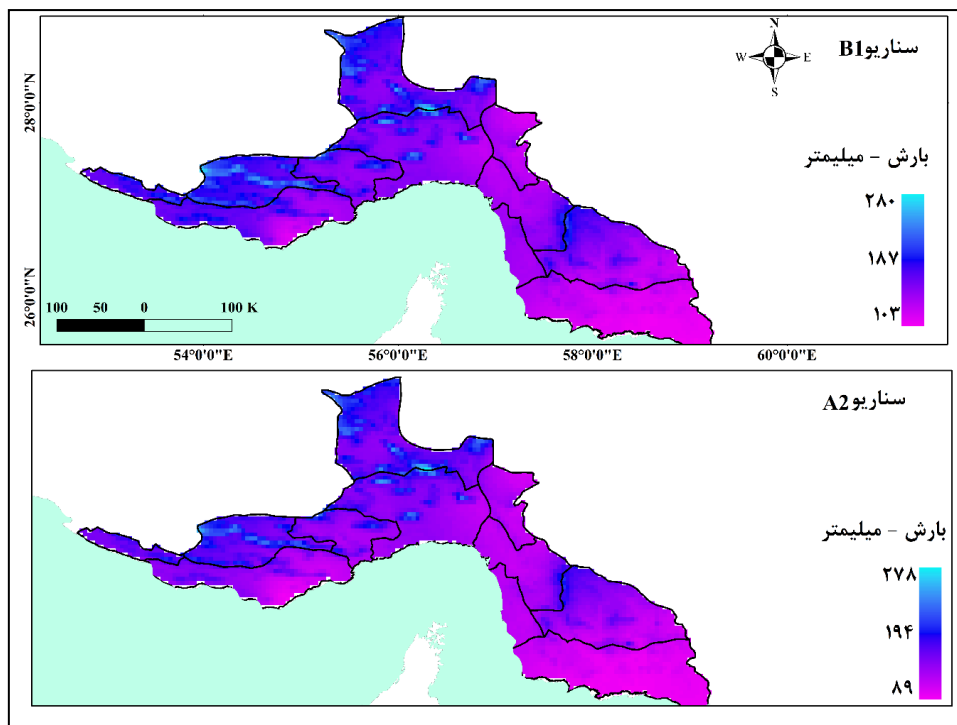 سناریوB1
N
W
E
S
28°0'0"N
26°0'0"N
بارش - میلیمتر
۲۸۰
۱۸۷
۱۰۳
100 50 0 100 K
54°0'0"E 56°0'0"E 58°0'0"E 60°0'0"E
سناریوA2
بارش - میلیمتر
۲۷۸
۱۹۴
۸۹